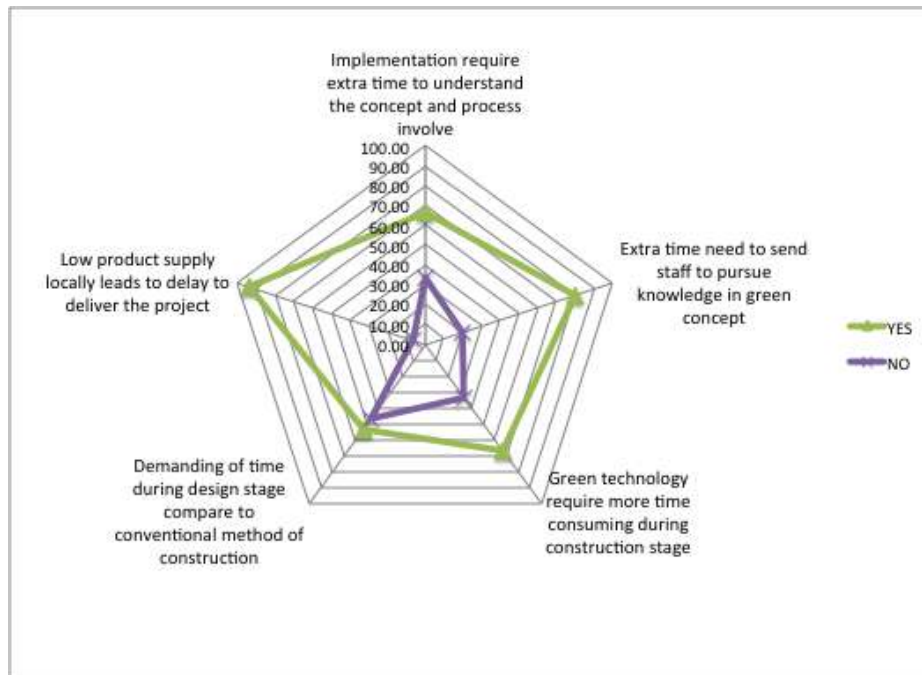 Implementation require
extra time to understand
the concept and process
involve
100.00
90.00
80.00
70.00
60.00
50.00
40.00
30.00
20.00
10.00
0.00
Extra time need to send
staff to pursue
knowledge in green
concept
Low product supply
locally leads to delay to
deliver the project
YES
NO
Demanding of time
during design stage
compare to
conventional method of
construction
Green technology
require more time
consuming during
construction stage